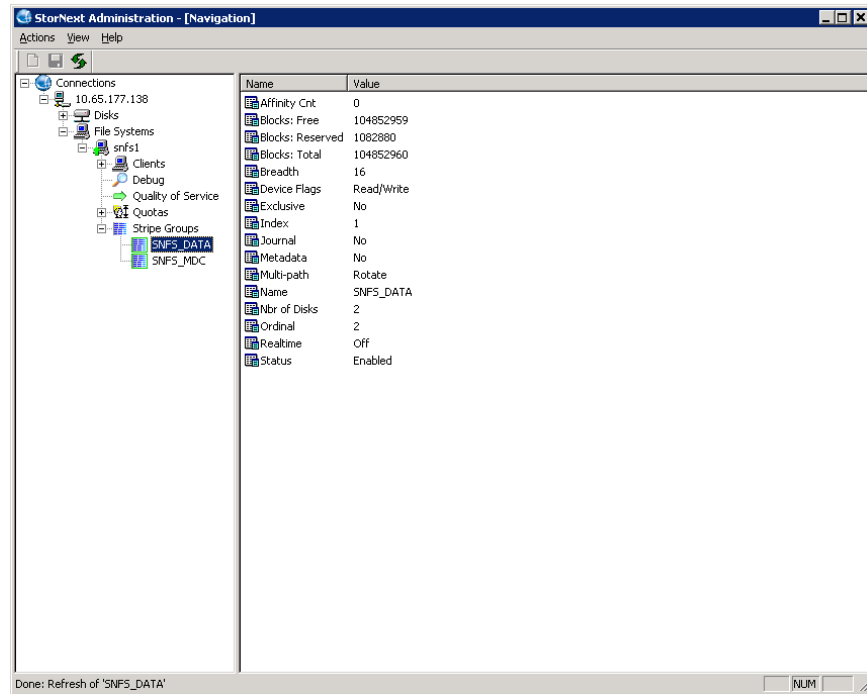 StorNext Administration - [Navigation]
Actions View Help
Connections
10.65.177.138
Disks
File Systems
snfs1
Clients
Debug
Quality of Service
Quotas
Stripe Groups
SNFS_DATA
SNFS_MDC
Name Value
Affinity Cnt 0
Blocks: Free 104852959
Blocks: Reserved 1082880
Blocks: Total 104852960
Breadth 16
Device Flags Read/Write
Exclusive No
Index 1
Journal No
Metadata No
Multi-path Rotate
Name SNFS_DATA
Nbr of Disks 2
Ordinal 2
Realtime Off
Status Enabled
Done: Refresh of 'SNFS_DATA'
NUM